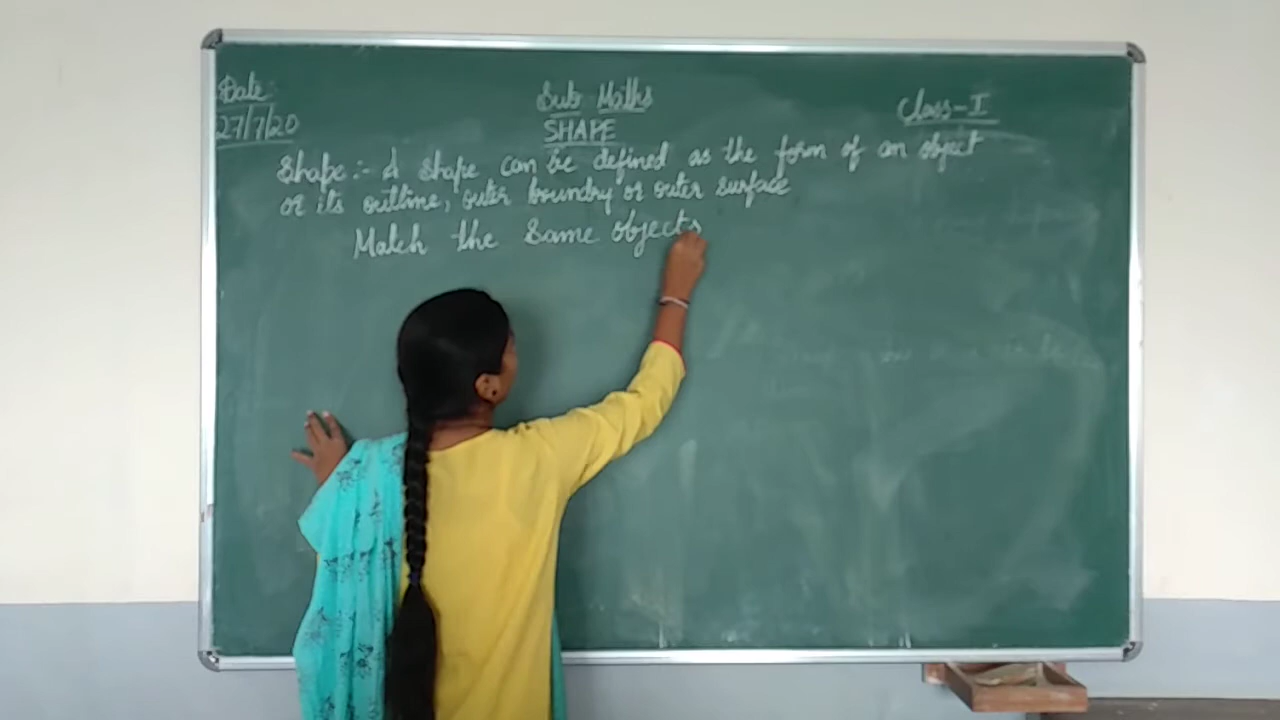 Date
Sub Maths
Class-I
27/7/20
SHAPE
Shape:- A shape can be defined as the form of an object
or its outline, outer boundry or outer surface
Match the Same objects